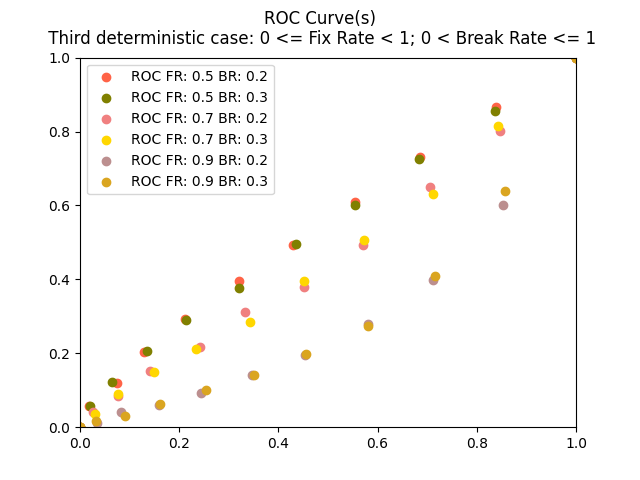 ROC Curve(s)
Third deterministic case: 0 <= Fix Rate < 1; 0 < Break Rate <= 1
1.0
0.8
0.6
0.4
0.2
0.0
ROC FR: 0.5 BR: 0.2
ROC FR: 0.5 BR: 0.3
ROC FR: 0.7 BR: 0.2
ROC FR: 0.7 BR: 0.3
ROC FR: 0.9 BR: 0.2
ROC FR: 0.9 BR: 0.3
0.0 0.2 0.4 0.6 0.8 1.0